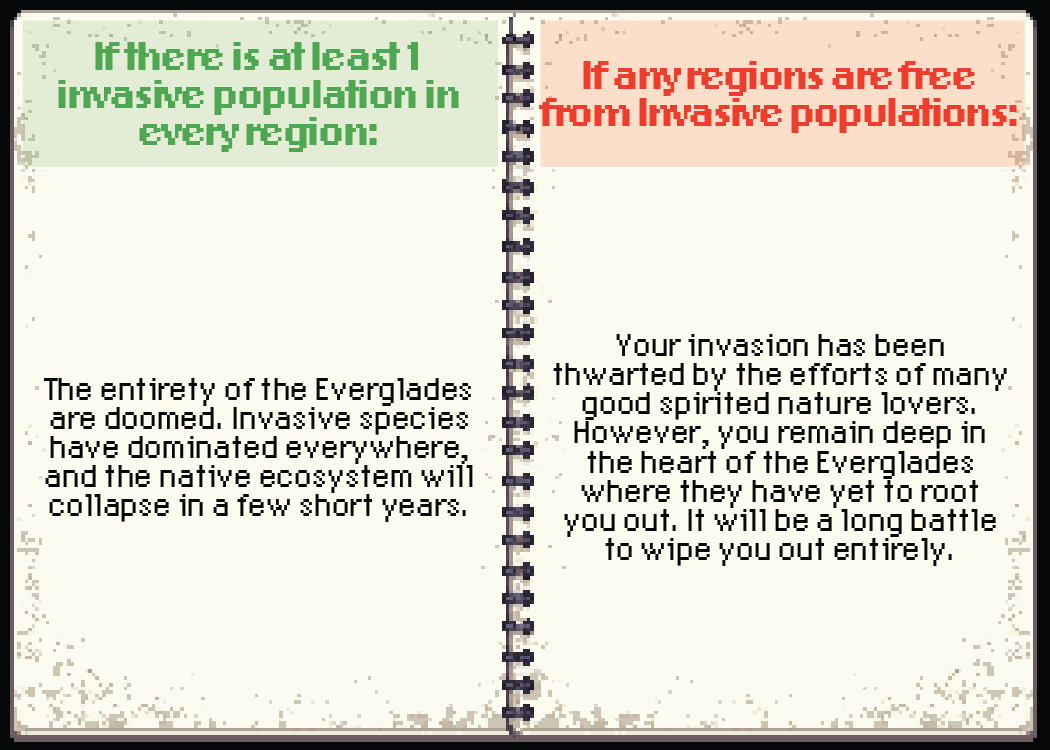 If there is at least 1
invasive population in
every region:
The entirety of the Everglades
are doomed. Invasive species
have dominated everywhere,
and the native ecosystem will
collapse in a few short years.
If any regions are free
from Invasive populations:
Your invasion has been
thwarted by the efforts of many
good spirited nature lovers.
However, you remain deep in
the heart of the Everglades
where they have yet to root
you out. It will be a long battle
to wipe you out entirely.